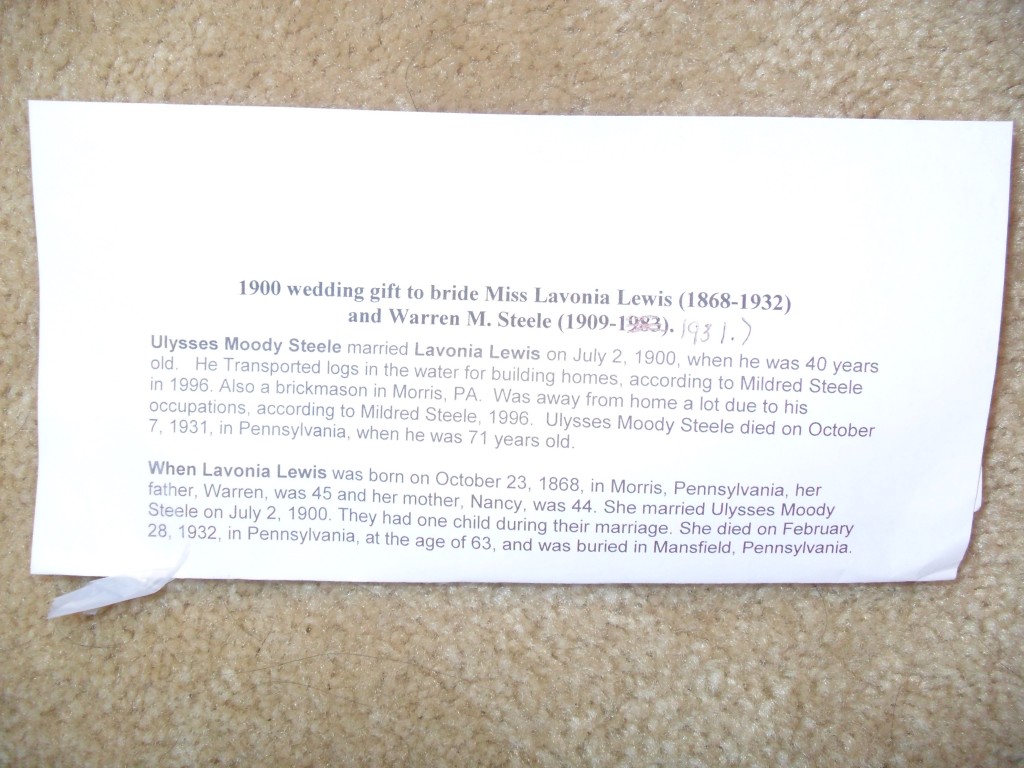 1900 wedding gift to bride Miss Lavonia Lewis (1868-1932)
and Warren M. Steele (1909-1983). 1931.)
Ulysses Moody Steele married Lavonia Lewis on July 2, 1900, when he was 40 years
old. He Transported logs in the water for building homes, according to Mildred Steele
in 1996. Also a brickmason in Morris, PA. Was away from home a lot due to his
occupations, according to Mildred Steele, 1996. Ulysses Moody Steele died on October
7, 1931, in Pennsylvania, when he was 71 years old.
When Lavonia Lewis was born on October 23, 1868, in Morris, Pennsylvania, her
father, Warren, was 45 and her mother, Nancy, was 44. She married Ulysses Moody
Steele on July 2, 1900. They had one child during their marriage. She died on February
28, 1932, in Pennsylvania, at the age of 63, and was buried in Mansfield, Pennsylvania.